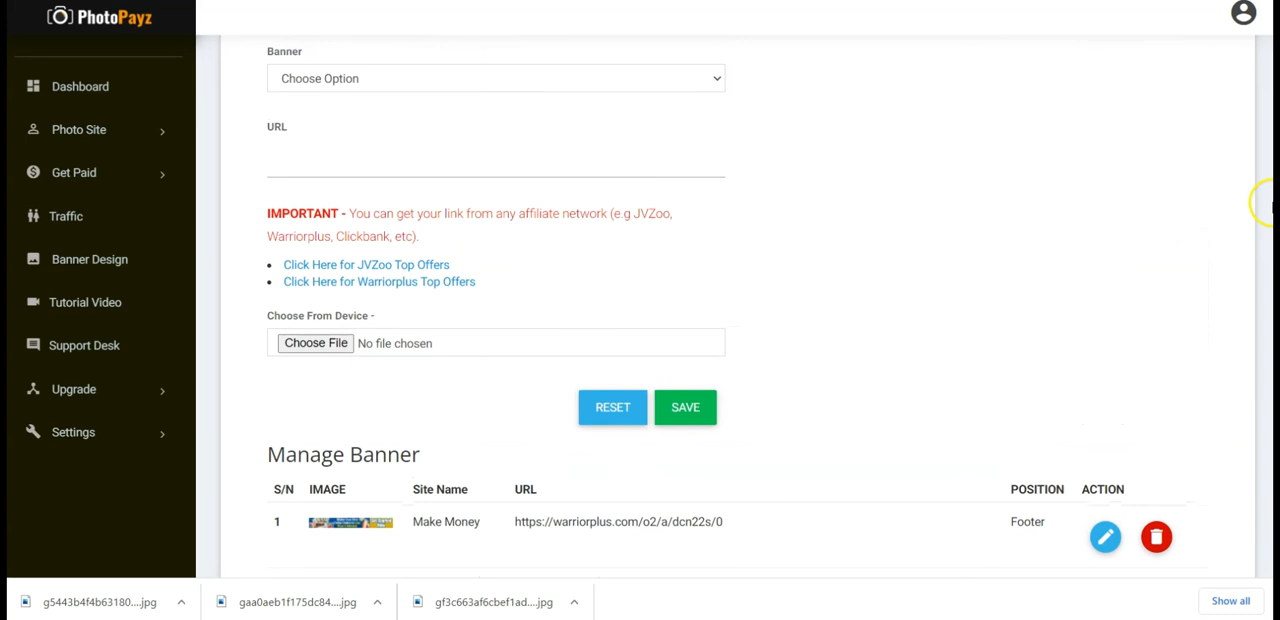 PhotoPayz
Dashboard
Photo Site
Get Paid
Traffic
Banner Design
Tutorial Video
Support Desk
Upgrade
Settings
Banner
Choose Option
URL
IMPORTANT - You can get your link from any affiliate network (e.g JVZoo,
Warriorplus, Clickbank, etc).
Click Here for JVZoo Top Offers
Click Here for Warriorplus Top Offers
Choose From Device -
Choose File No file chosen
RESET SAVE
Manage Banner
S/N IMAGE Site Name URL POSITION ACTION
1 Make Money https://warriorplus.com/o2/a/dcn22s/0 Footer
g5443b4f4b63180....jpg gaa0aeb1f175dc84....jpg gf3c663af6cbef1ad....jpg Show all